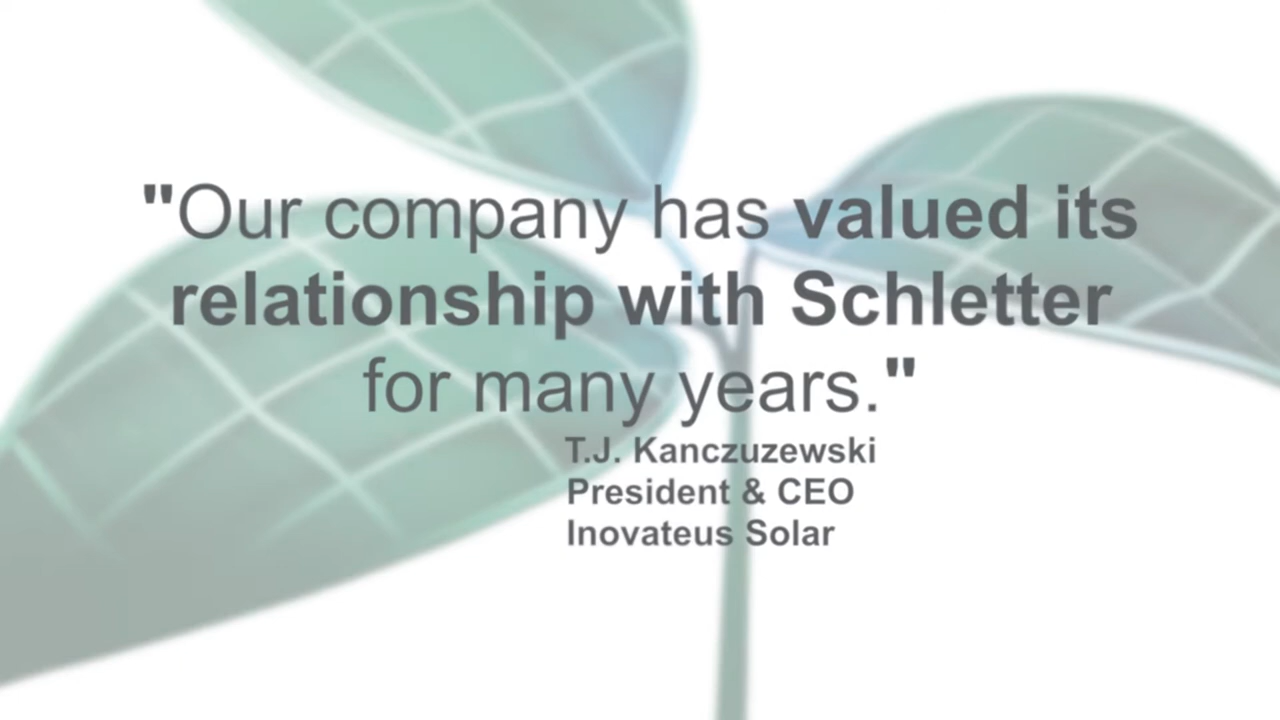 "Our company has valued its
relationship with Schletter
for many years."
T.J. Kanczuzewski
President & CEO
Inovateus Solar